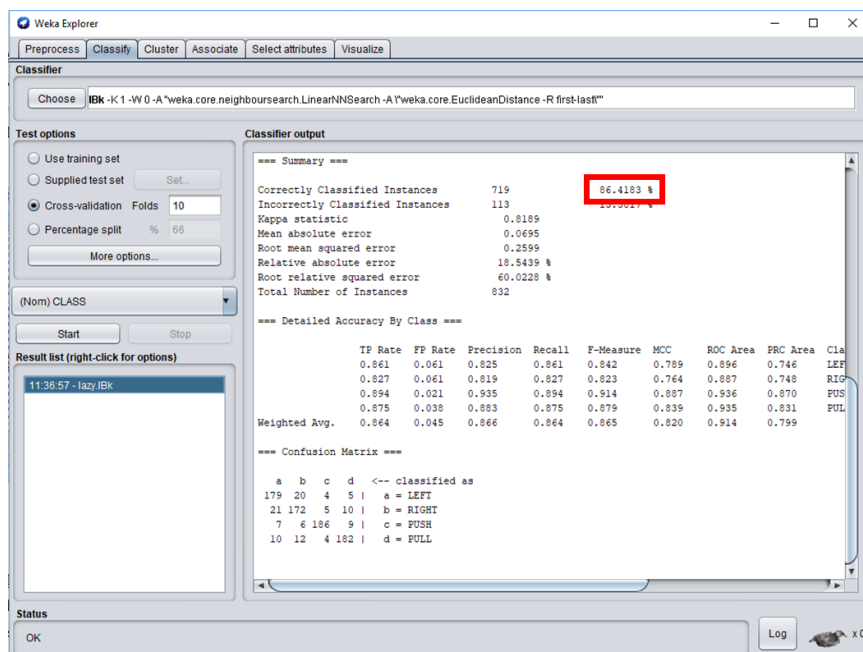 Weka Explorer
Preprocess Classify Cluster Associate Select attributes Visualize
Classifier
Choose IBk -K 1 -W 0 -A "weka.core.neighboursearch.LinearNNSearch -A \"weka.core.EuclideanDistance -R first-last\""
Test options
Use training set
Supplied test set Set...
Cross-validation Folds 10
Percentage split % 66
More options...
(Nom) CLASS
Start Stop
Result list (right-click for options)
11:36:57 - lazy.IBk
Classifier output
=== Summary ===
Correctly Classified Instances 719 86.4183 %
Incorrectly Classified Instances 113 %
Kappa statistic 0.8189
Mean absolute error 0.0695
Root mean squared error 0.2599
Relative absolute error 18.5439 %
Root relative squared error 60.0228 %
Total Number of Instances 832
=== Detailed Accuracy By Class ===
TP Rate FP Rate Precision Recall F-Measure MCC ROC Area PRC Area Cla
0.861 0.061 0.825 0.861 0.842 0.789 0.896 0.746 LEF
0.827 0.061 0.819 0.827 0.823 0.764 0.887 0.748 RIG
0.894 0.021 0.935 0.894 0.914 0.887 0.936 0.870 PUS
0.875 0.038 0.883 0.875 0.879 0.839 0.935 0.831 PUL
Weighted Avg. 0.864 0.045 0.866 0.864 0.865 0.820 0.914 0.799
=== Confusion Matrix ===
a b c d <-- classified as
179 20 4 5 | a = LEFT
21 172 5 10 | b = RIGHT
7 6 186 9 | c = PUSH
10 12 4 182 | d = PULL
Status
OK
Log
x 0